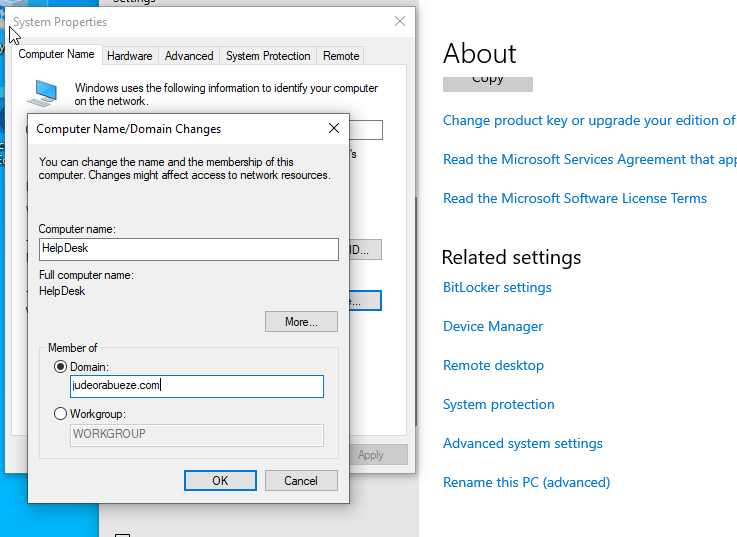 Settings
System Properties
Computer Name
Hardware
Advanced
System Protection
Remote
Windows uses the following information to identify your computer
on the network.
Computer Name/Domain Changes
You can change the name and the membership of this
computer. Changes might affect access to network resources.
Computer name:
HelpDesk
Full computer name:
HelpDesk
More...
Member of
Domain:
judeorabueze.com
Workgroup:
WORKGROUP
OK
Cancel
Apply
About
Copy
Change product key or upgrade your edition of
Read the Microsoft Services Agreement that
Read the Microsoft Software License Terms
Related settings
BitLocker settings
Device Manager
Remote desktop
System protection
Advanced system settings
Rename this PC (advanced)